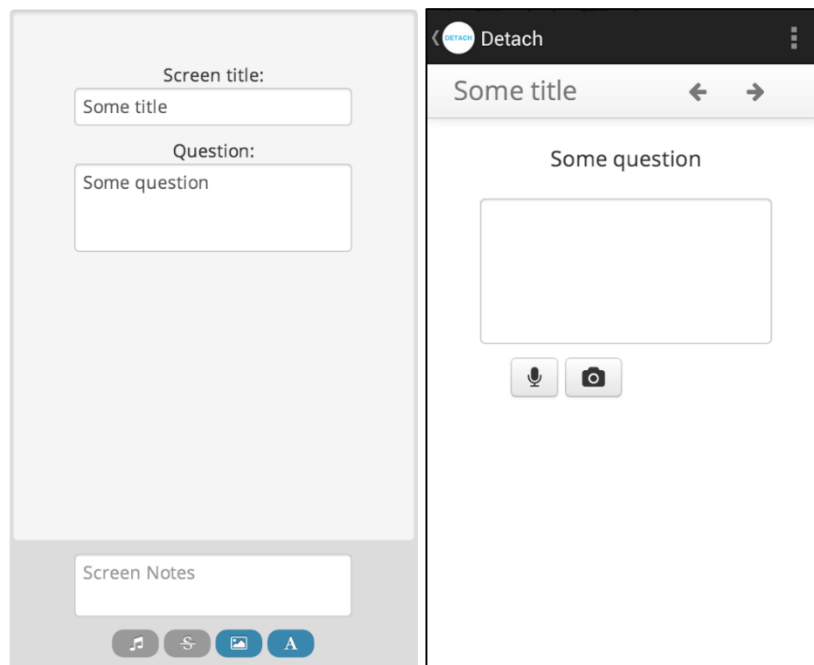 Screen title:
Some title
Question:
Some question
Screen Notes
S
A
DETACH
Detach
Some title
Some question